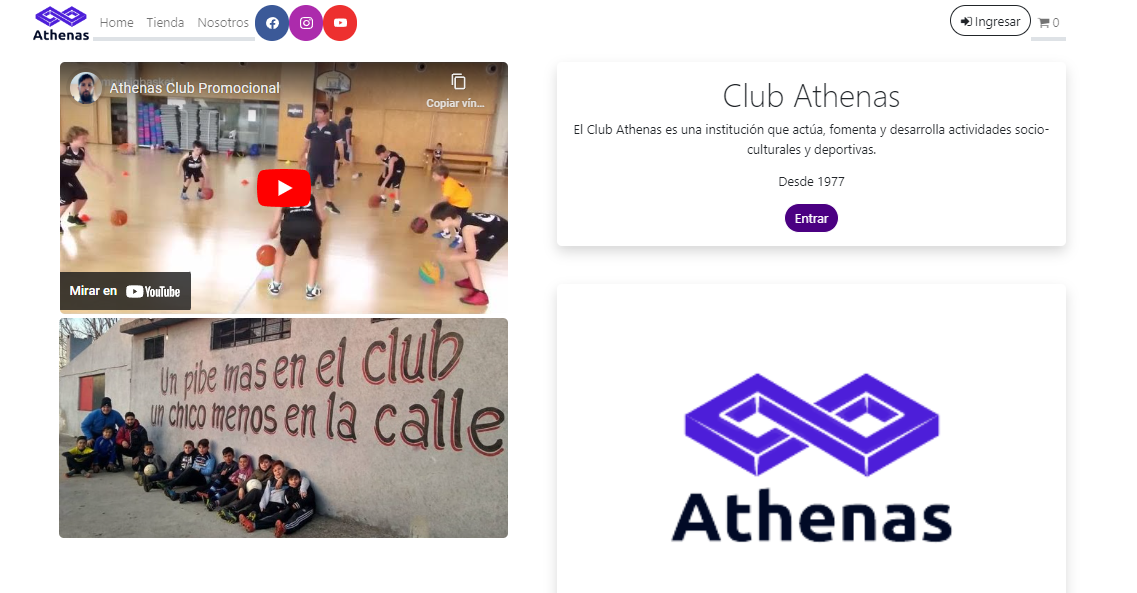 Athenas
Home
Tienda
Nosotros
Ingresar
0
Athenas Club Promocional
Copiar vín...
Mirar en YouTube
Club Athenas
El Club Athenas es una institución que actúa, fomenta y desarrolla actividades socio-
culturales y deportivas.
Desde 1977
Entrar
Un pibe mas en el club
un chico menos en la calle
Athenas